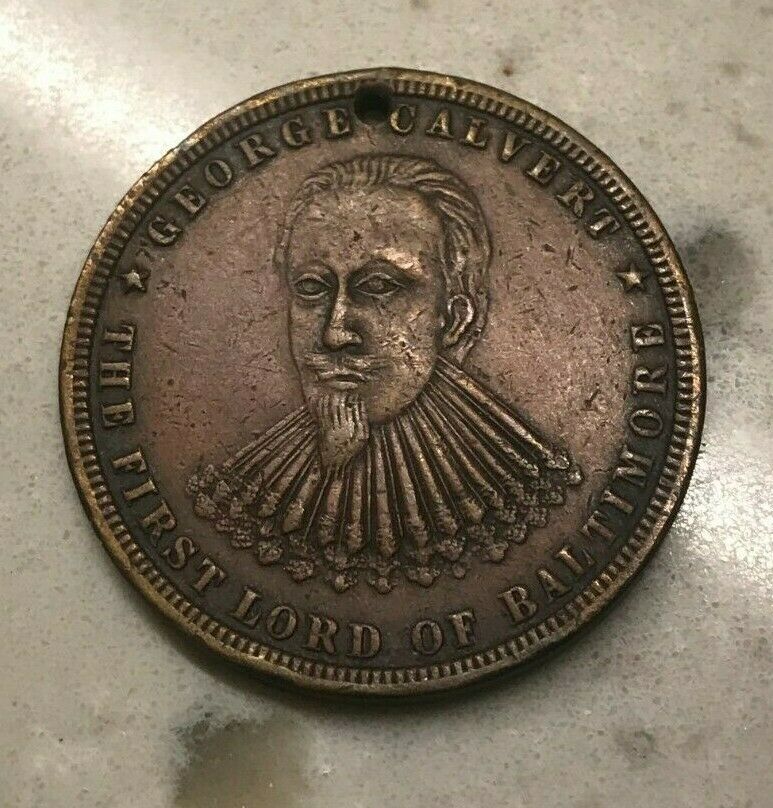 ★ GEORGE CALVERT ★
THE FIRST LORD OF BALTIMORE